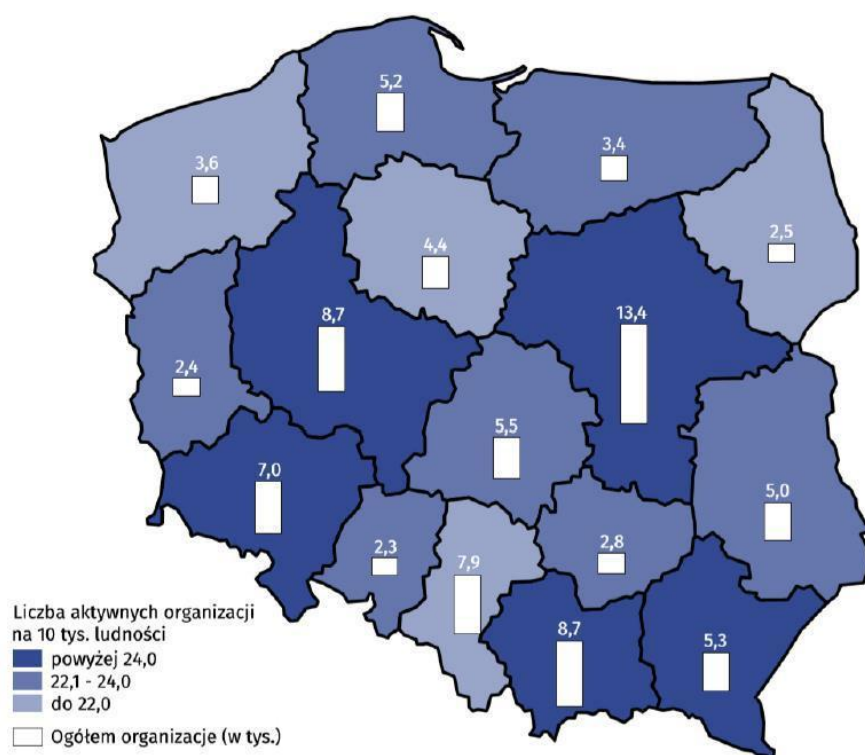 5,2
3,4
3,6
2,5
4,4
13,4
8,7
2,4
5,5
7,0
5,0
2,3
7,9
2,8
8,7
5,3
Liczba aktywnych organizacji
na 10 tys. ludności
powyżej 24,0
22,1 - 24,0
do 22,0
Ogółem organizacje (w tys.)